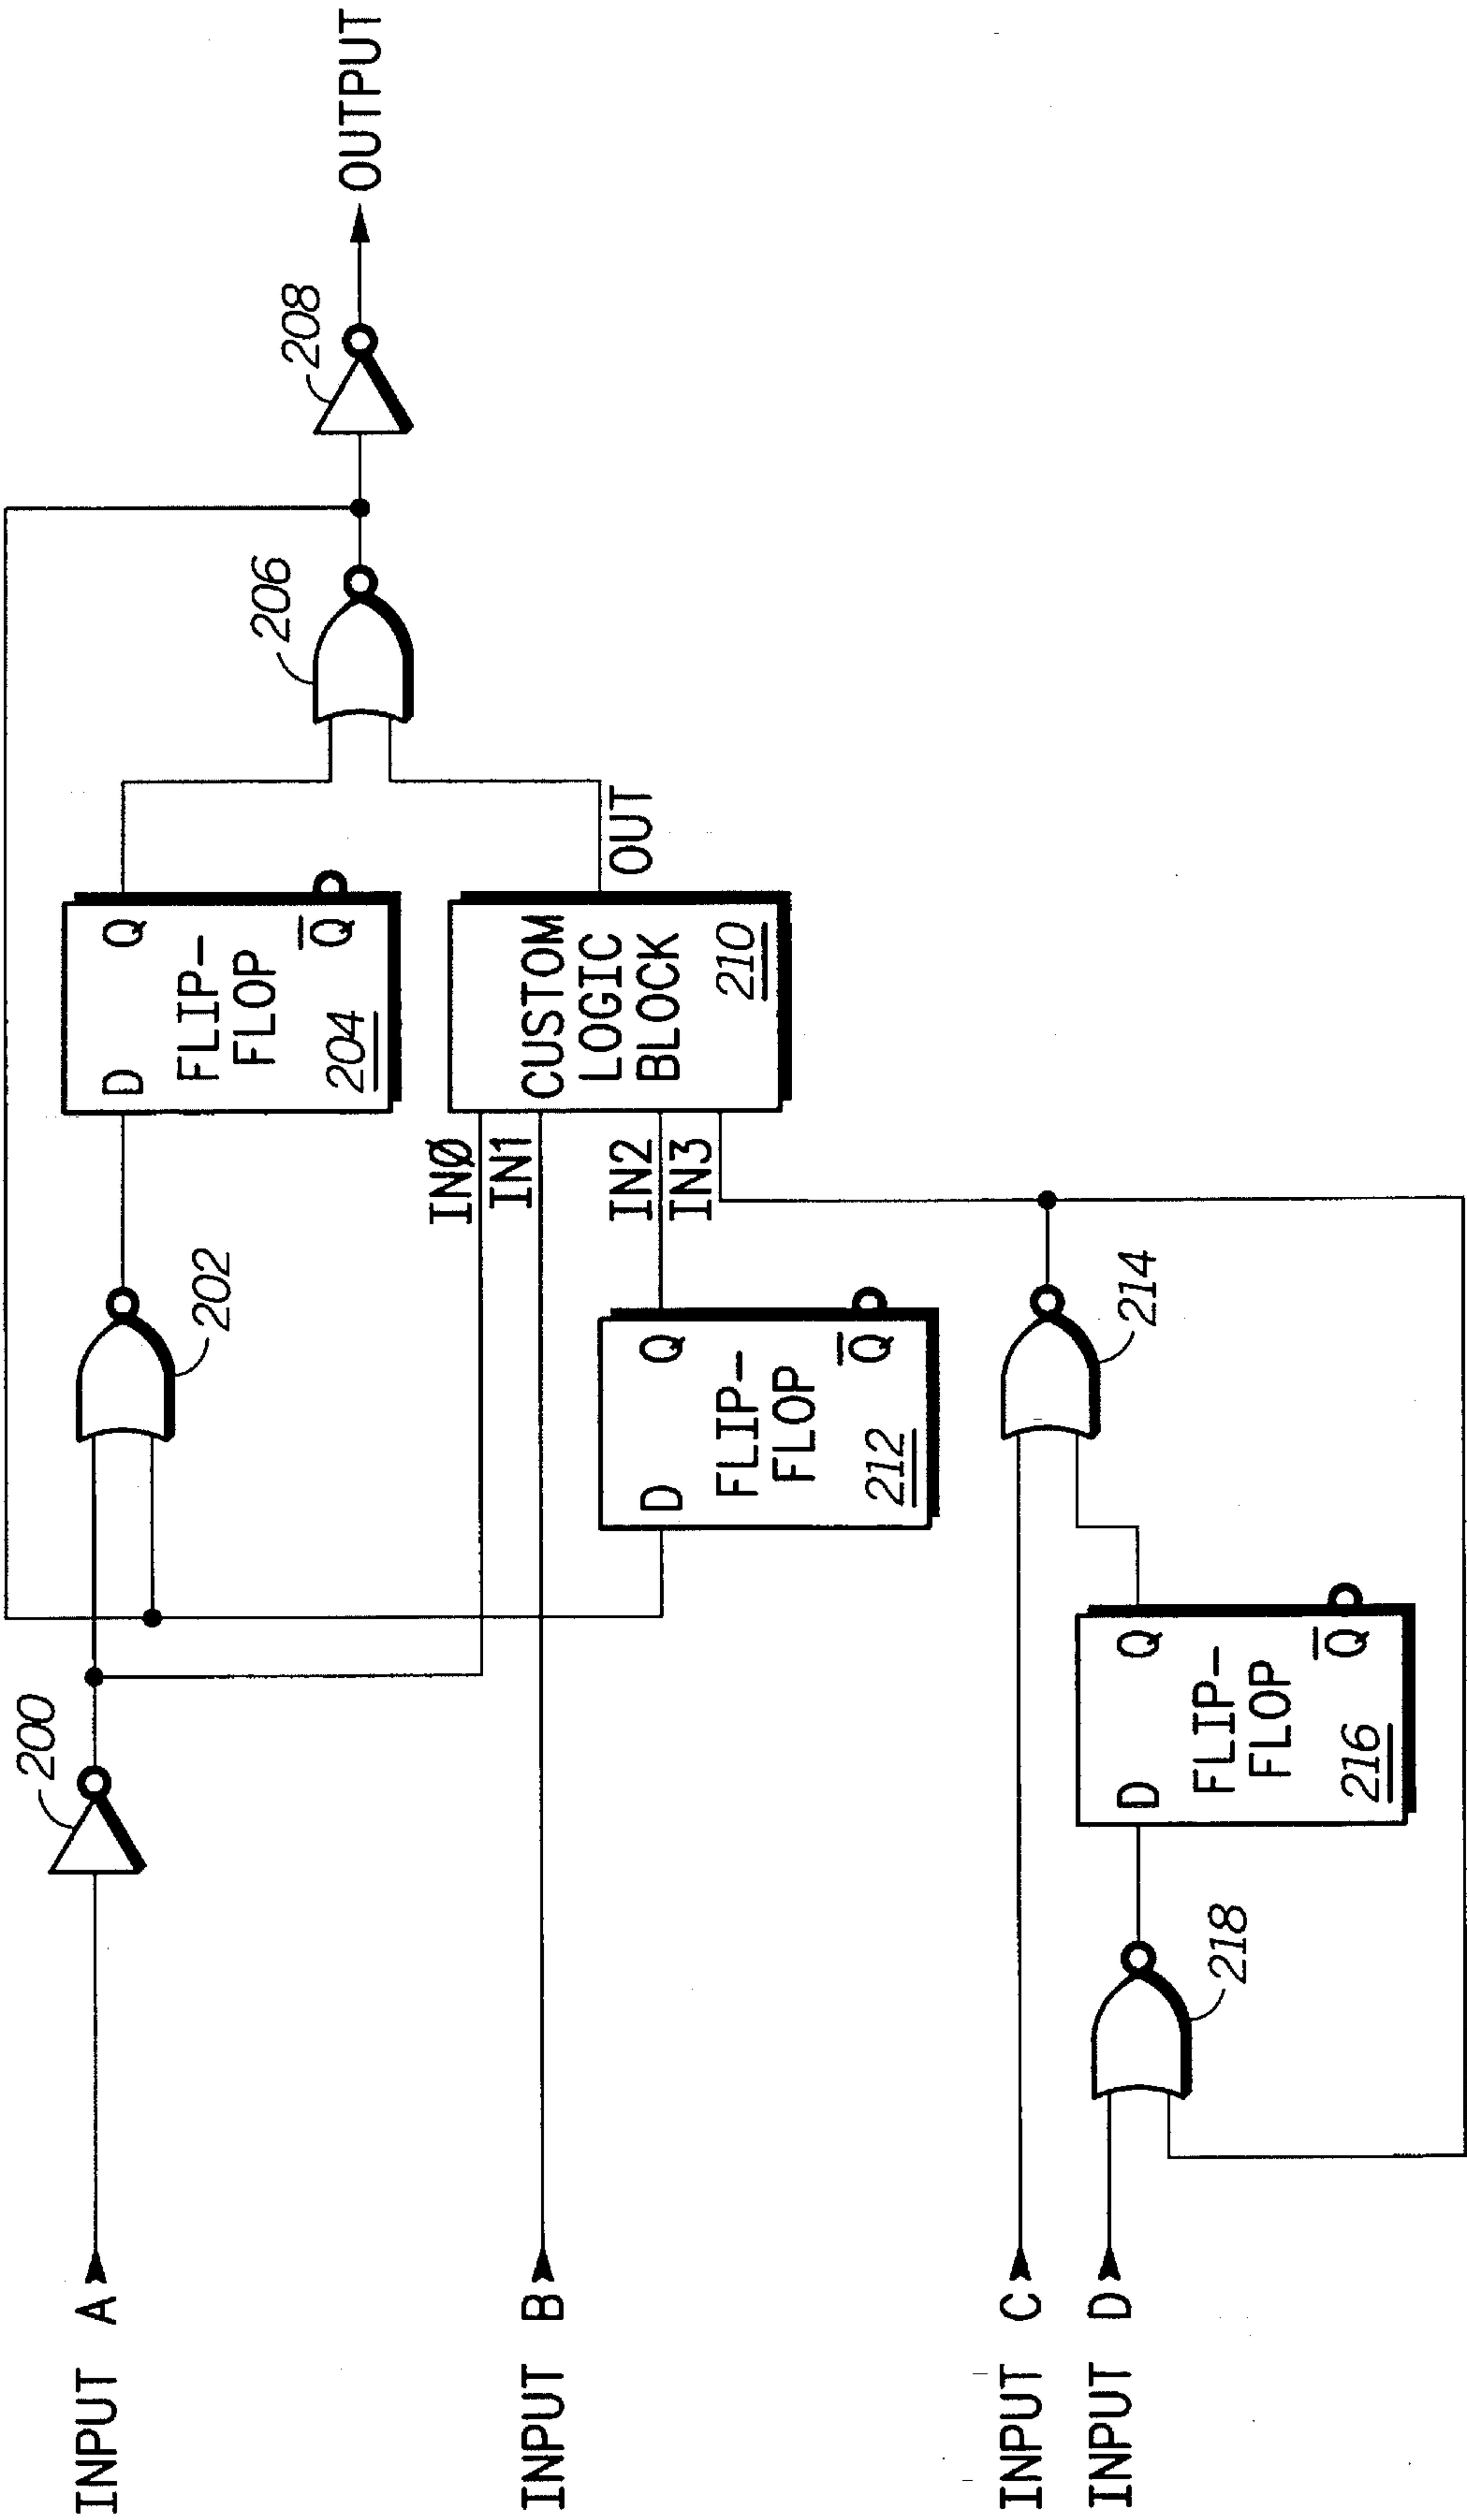 INPUT A
200
202
D
Q
FLIP-
FLOP
Q
204
206
208
OUTPUT
INPUT B
IN0
IN1
IN2
IN3
CUSTOM
LOGIC
BLOCK
210
OUT
D
Q
FLIP-
FLOP
Q
212
INPUT C
214
INPUT D
218
D
Q
FLIP-
FLOP
Q
216